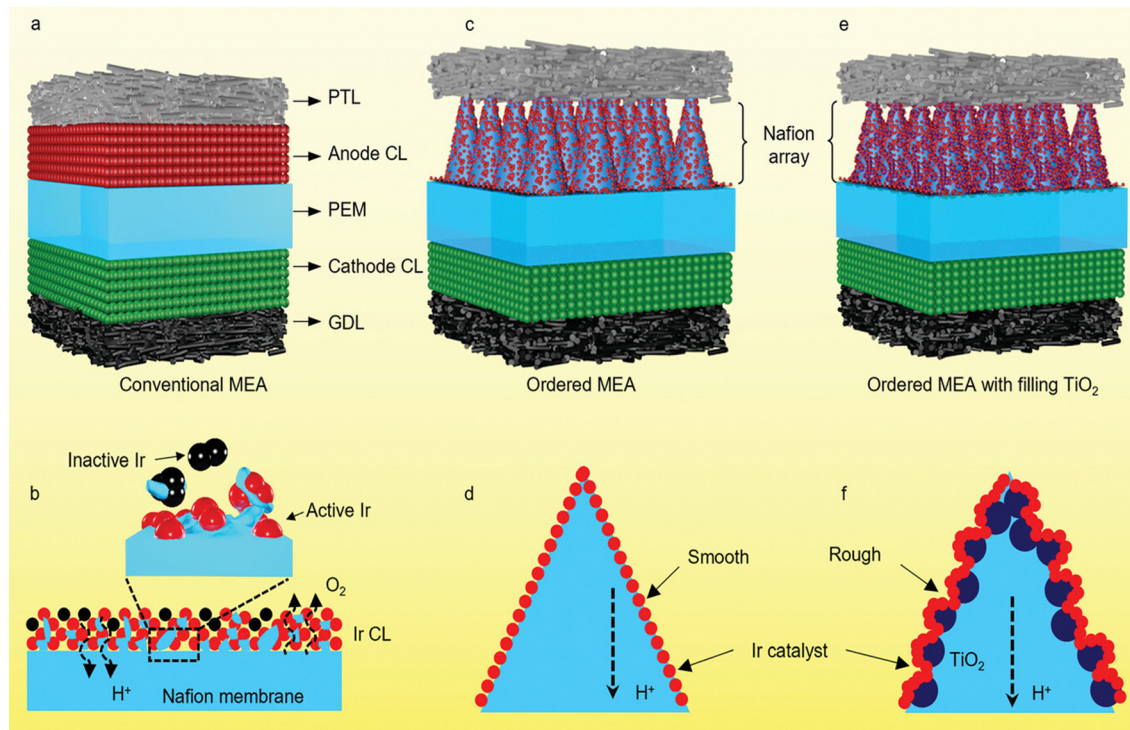 a
PTL
Anode CL
PEM
Cathode CL
GDL
Conventional MEA
c
Nafion
array
Ordered MEA
e
Ordered MEA with filling TiO₂
b
Inactive Ir
Active Ir
O₂
Ir CL
H⁺
Nafion membrane
d
Smooth
Ir catalyst
H⁺
f
Rough
TiO₂
H⁺